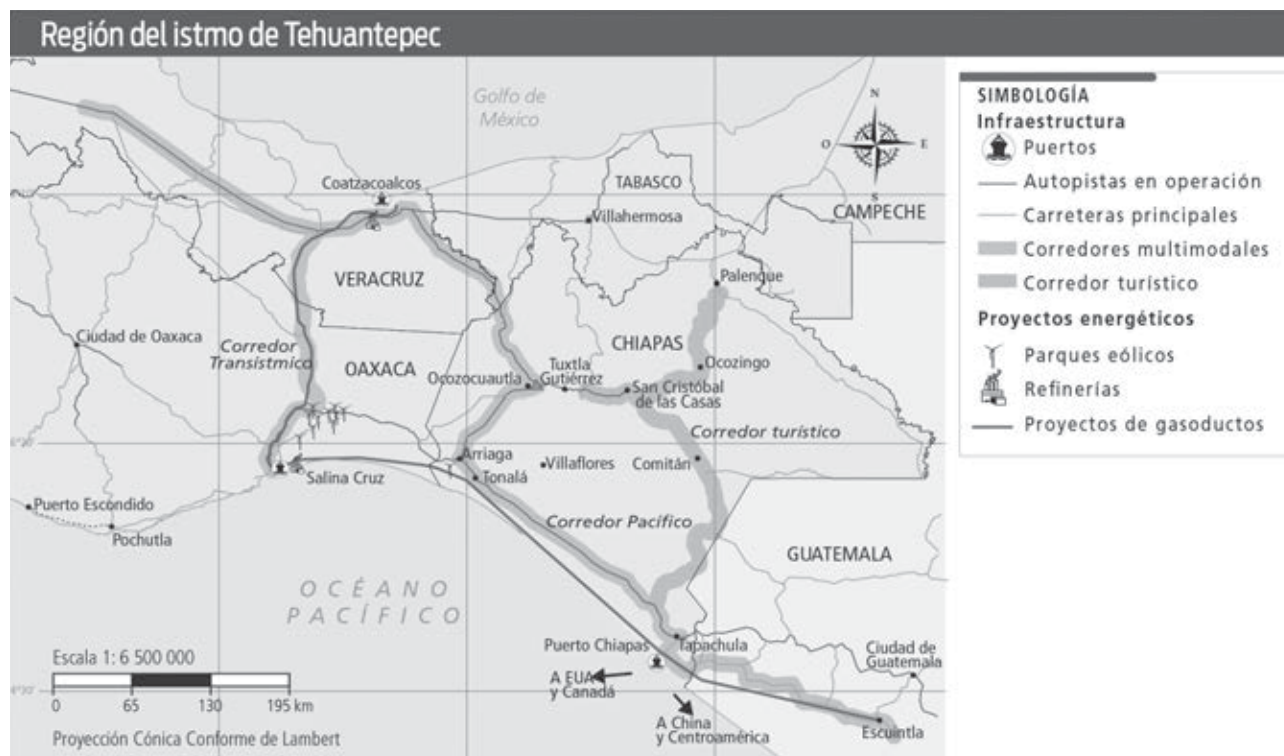 Región del istmo de Tehuantepec
Golfo de
México
N
O
E
S
Coatzacoalcos
TABASCO
Villahermosa
CAMPECHE
VERACRUZ
Palenque
Ciudad de Oaxaca
Corredor
Transístmico
OAXACA
CHIAPAS
Ocozocuautla
Tuxtla
Gutiérrez
Ocozingo
San Cristóbal
de las Casas
Corredor turístico
Arriaga
Villaflores
Comitán
Salina Cruz
Tonalá
Puerto Escondido
Pochutla
Corredor Pacífico
GUATEMALA
OCÉANO
PACÍFICO
Puerto Chiapas
Tapachula
Ciudad de
Guatemala
A EUA
y Canadá
A China
y Centroamérica
Escuintla
Escala 1: 6 500 000
0 65 130 195 km
Proyección Cónica Conforme de Lambert
SIMBOLOGÍA
Infraestructura
Puertos
Autopistas en operación
Carreteras principales
Corredores multimodales
Corredor turístico
Proyectos energéticos
Parques eólicos
Refinerías
Proyectos de gasoductos